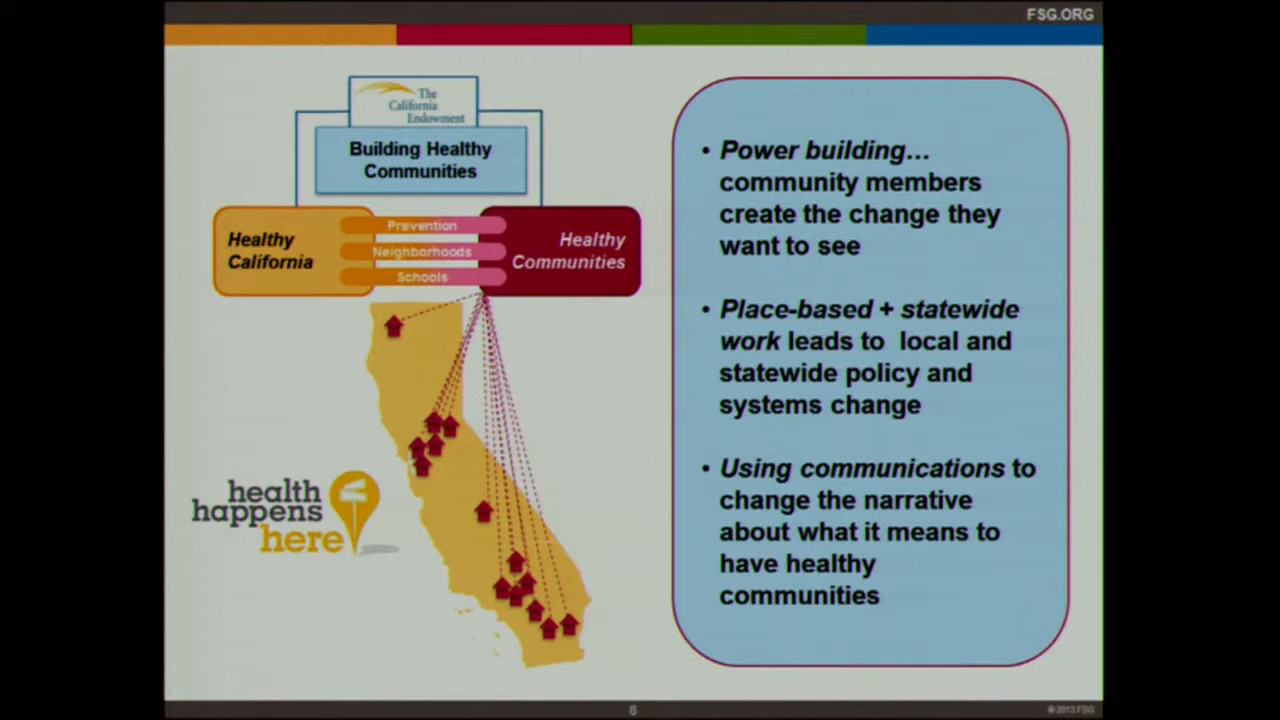 FSG.ORG
The
California
Endowment
Building Healthy
Communities
Healthy
California
Prevention
Neighborhoods
Schools
Healthy
Communities
health
happens
here
• Power building…
community members
create the change they
want to see
• Place-based + statewide
work leads to local and
statewide policy and
systems change
• Using communications to
change the narrative
about what it means to
have healthy
communities
8
© 2013 FSG